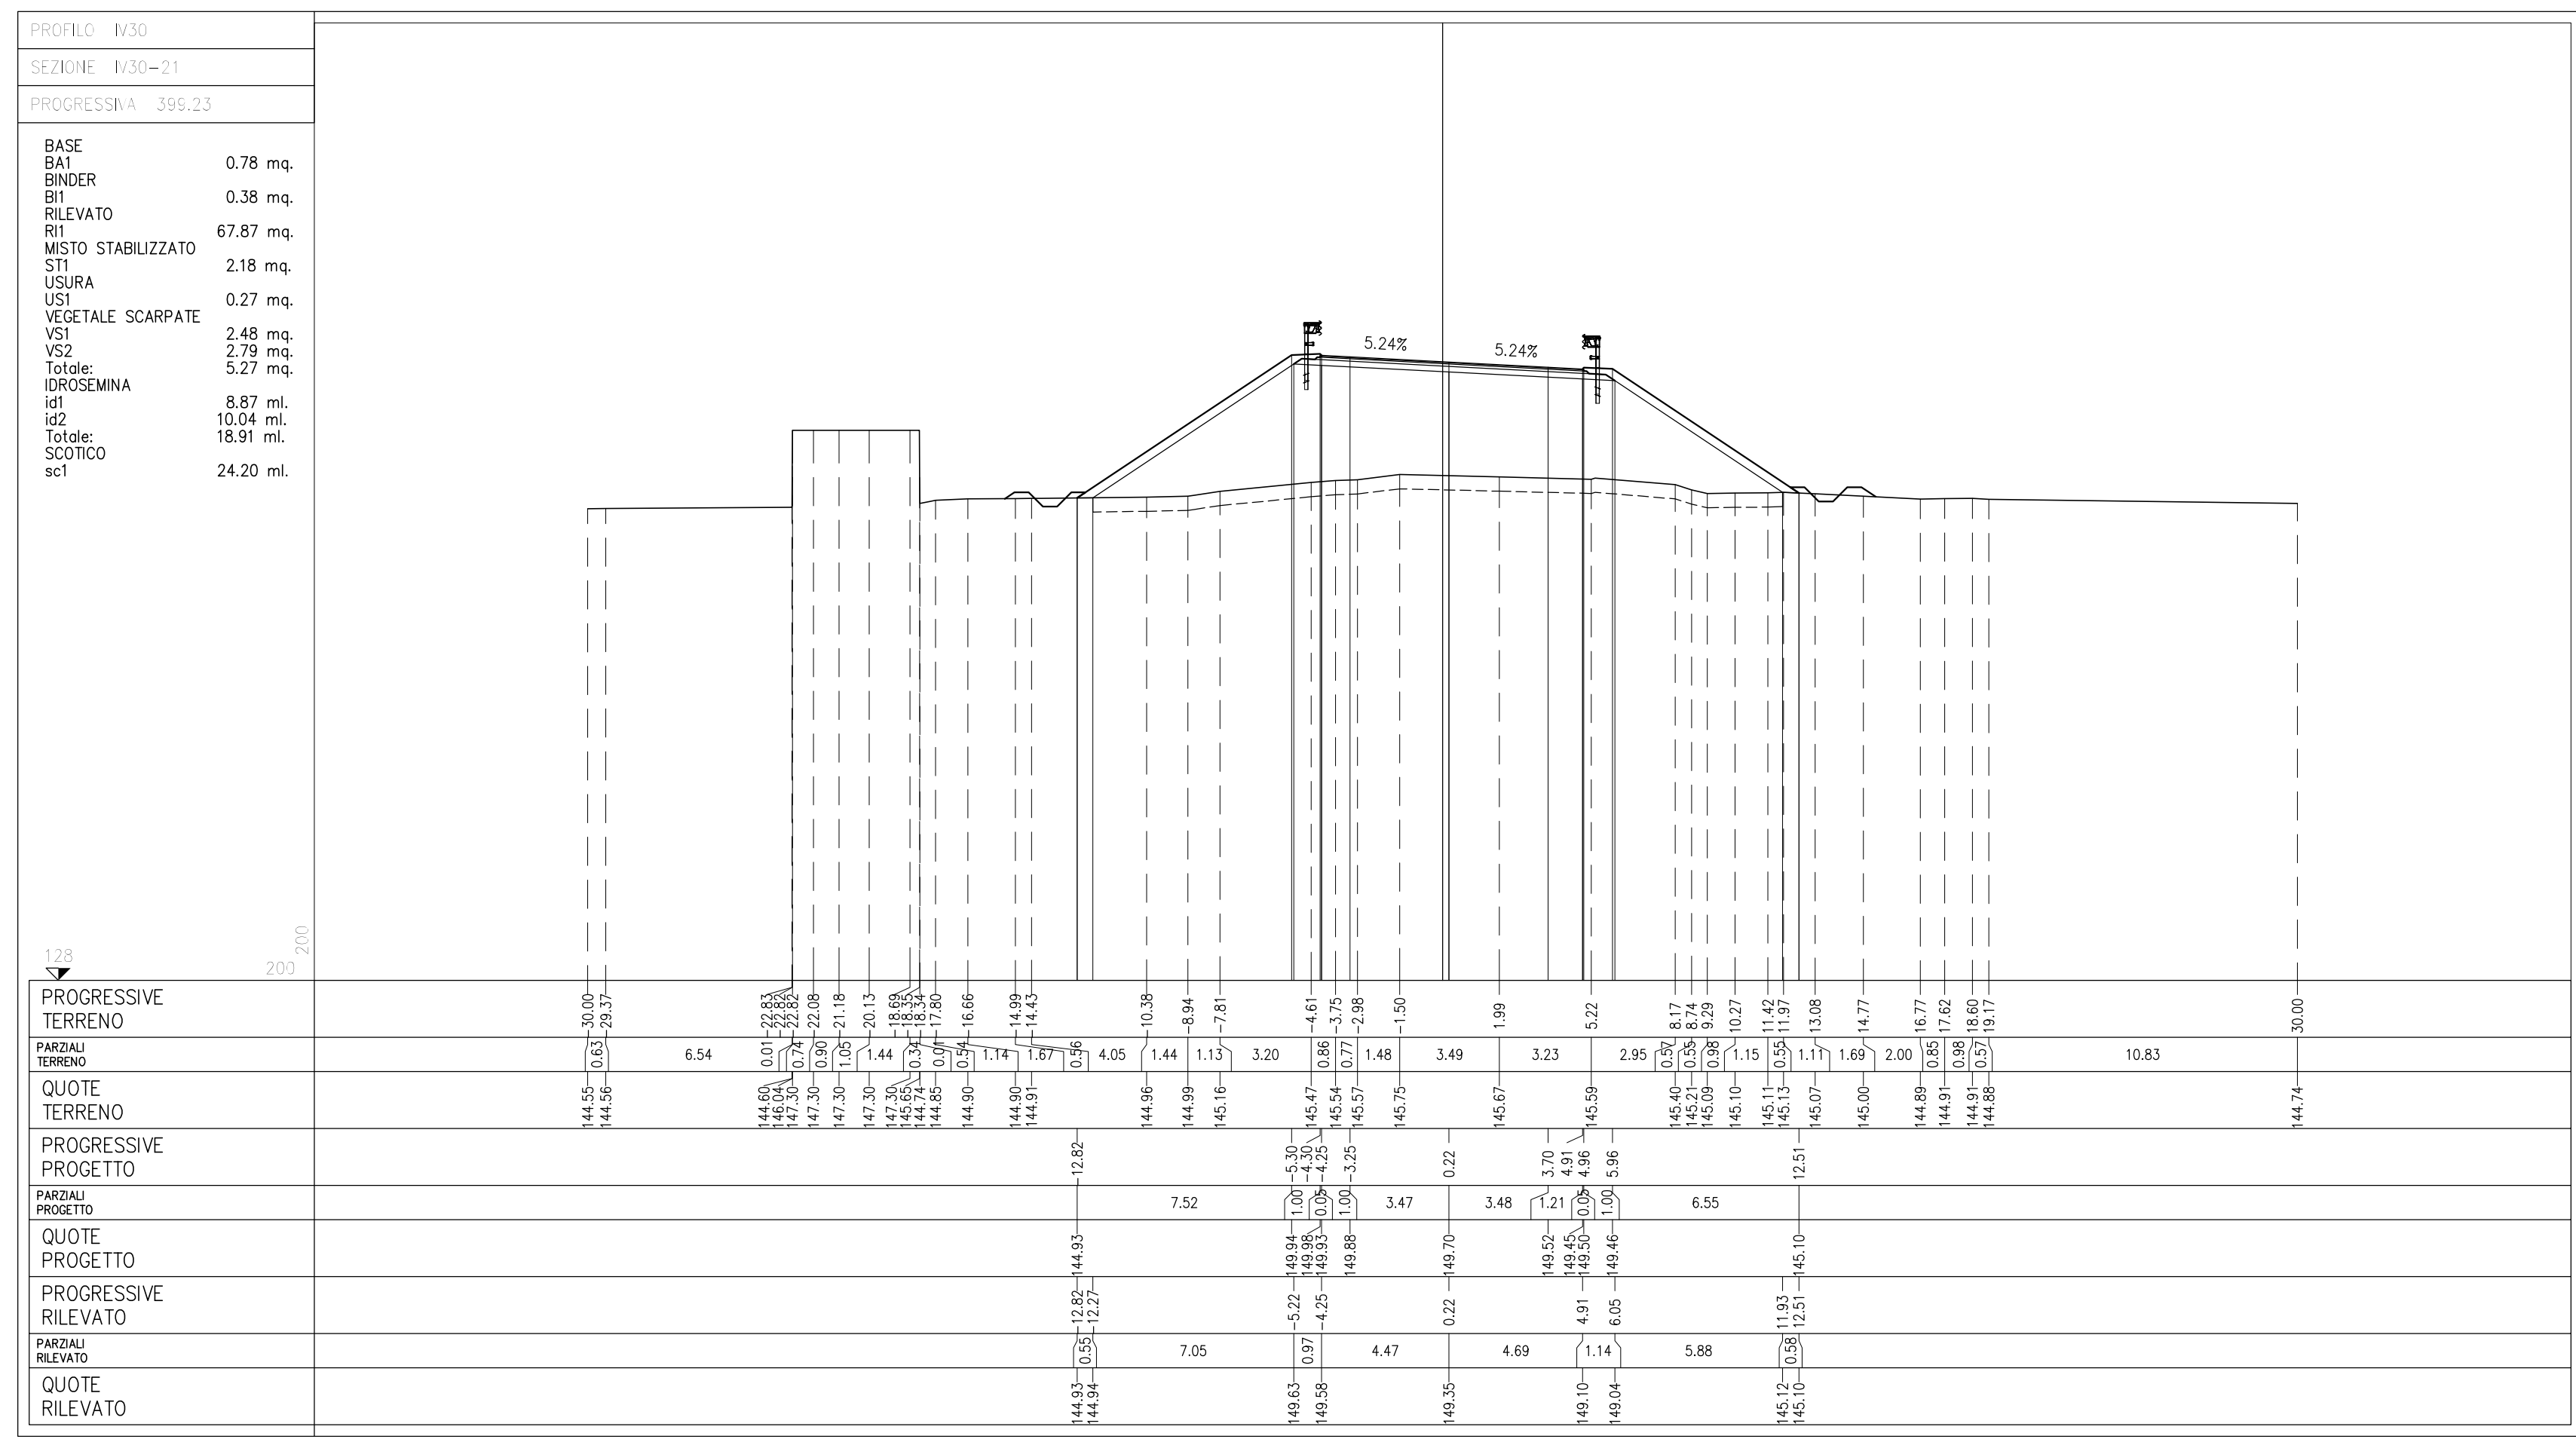 PROFILO IV30
SEZIONE IV30-21
PROGRESSIVA 399.23
BASE
BA1 0.78 mq.
BINDER
BI1 0.38 mq.
RILEVATO
RI1 67.87 mq.
MISTO STABILIZZATO
ST1 2.18 mq.
USURA
US1 0.27 mq.
VEGETALE SCARPATE
VS1 2.48 mq.
VS2 2.79 mq.
Totale: 5.27 mq.
IDROSEMINA
id1 8.87 ml.
id2 10.04 ml.
Totale: 18.91 ml.
SCOTICO
sc1 24.20 ml.
5.24% 5.24%
128 200 200
PROGRESSIVE
TERRENO
-30.00 -29.37 -22.83 -22.82 -22.82 -22.08 -21.18 -20.13 -18.69 -18.35 -18.34 -17.80 -16.66 -14.99 -14.43 -10.38 -8.94 -7.81 -4.61 -3.75 -2.98 -1.50 1.99 5.22 8.17 8.74 9.29 10.27 11.42 11.97 13.08 14.77 16.77 17.62 18.60 19.17 30.00
PARZIALI
TERRENO
0.63 6.54 0.01 0.74 0.90 1.05 1.44 0.34 0.01 0.54 1.14 1.67 0.56 4.05 1.44 1.13 3.20 0.86 0.77 1.48 3.49 3.23 2.95 0.57 0.55 0.98 1.15 0.55 1.11 1.69 2.00 0.85 0.98 0.57 10.83
QUOTE
TERRENO
144.55 144.56 144.60 146.04 147.30 147.30 147.30 147.30 147.30 145.65 144.74 144.85 144.90 144.90 144.91 144.96 144.99 145.16 145.47 145.54 145.57 145.75 145.67 145.59 145.40 145.21 145.09 145.10 145.11 145.13 145.07 145.00 144.89 144.91 144.91 144.88 144.74
PROGRESSIVE
PROGETTO
-12.82 -5.30 -4.30 -4.25 -3.25 0.22 3.70 4.91 4.96 5.96 12.51
PARZIALI
PROGETTO
7.52 1.00 0.05 1.00 3.47 3.48 1.21 0.05 1.00 6.55
QUOTE
PROGETTO
144.93 149.94 149.98 149.93 149.88 149.70 149.52 149.45 149.50 149.46 145.10
PROGRESSIVE
RILEVATO
-12.82 -12.27 -5.22 -4.25 0.22 4.91 6.05 11.93 12.51
PARZIALI
RILEVATO
0.55 7.05 0.97 4.47 4.69 1.14 5.88 0.58
QUOTE
RILEVATO
144.93 144.94 149.63 149.58 149.35 149.10 149.04 145.12 145.10